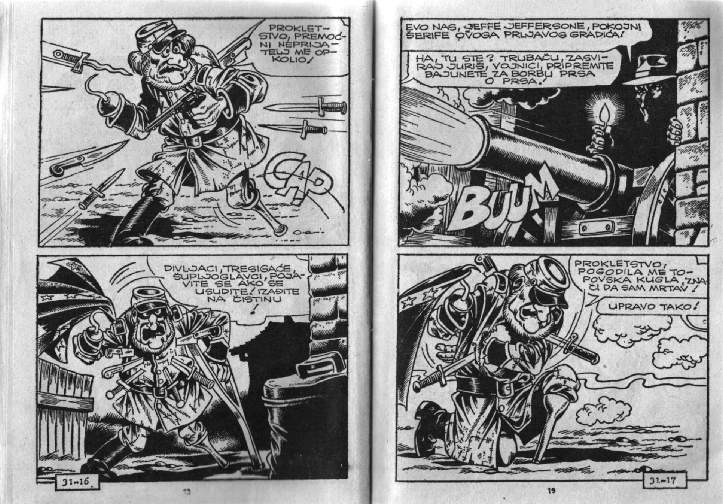 PROKLET-
STVO, PREMOĆ-
NI NEPRIJA-
TELJ ME OP-
KOLIO!
CHAP
DIVLJACI, TRESIGAĆE,
ŠUPLJOGLAVCI, POJA-
VITE SE AKO SE
USUDITE! IZAĐITE
NA ČISTINU
!
31-16
EVO NAS, JEFFE JEFFERSONE, POKOJNI
ŠERIFE OVOGA PRLJAVOG GRADIĆA!
HA, TU STE? TRUBAČU, ZASVI-
RAJ JURIŠ, VOJNICI, PRIPREMITE
BAJUNETE ZA BORBU PRSA
O PRSA!
BUUM
PROKLETSTVO,
POGODILA ME TO-
POVSKA KUGLA, ZNA-
ČI DA SAM MRTAV!
UPRAVO TAKO!
31-17
19